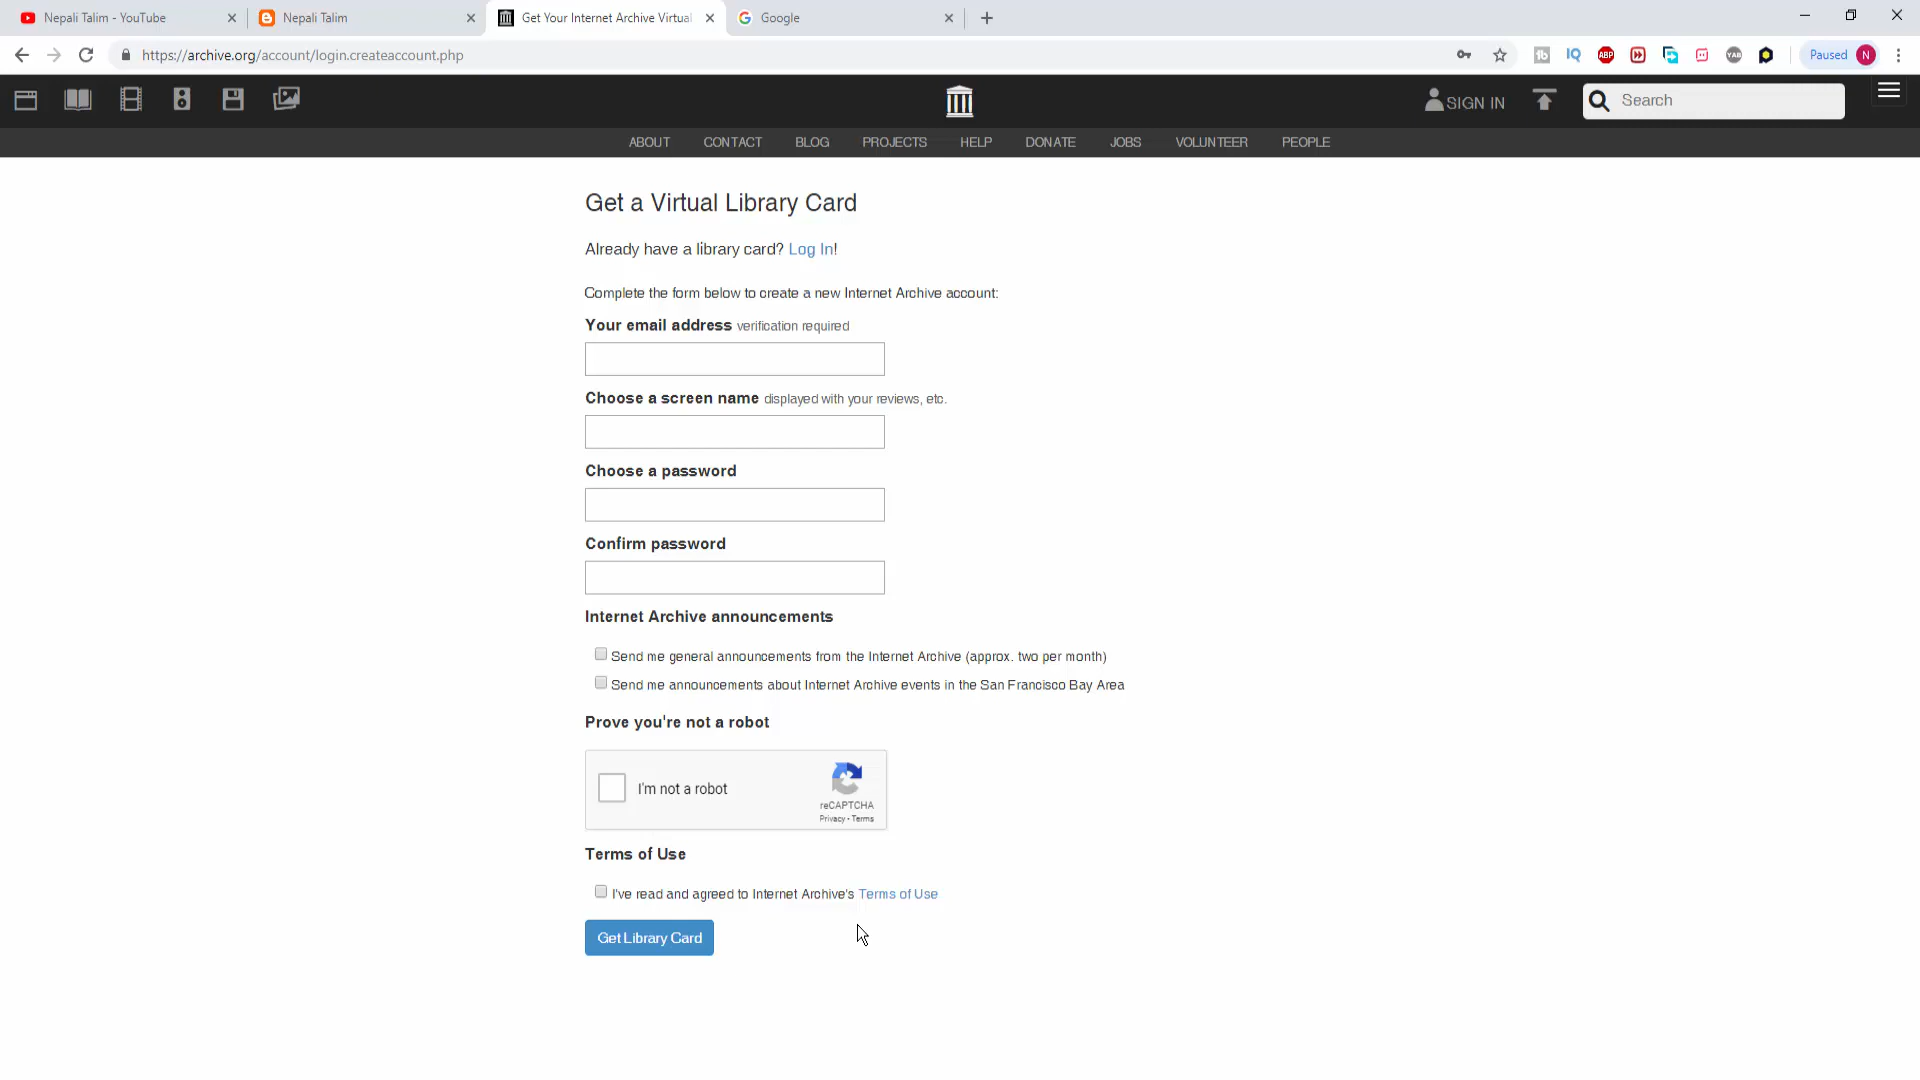 Nepali Talim - YouTube
Nepali Talim
Get Your Internet Archive Virtual
Google
https://archive.org/account/login.createaccount.php
Paused N
SIGN IN
Search
ABOUT CONTACT BLOG PROJECTS HELP DONATE JOBS VOLUNTEER PEOPLE
Get a Virtual Library Card
Already have a library card? Log In!
Complete the form below to create a new Internet Archive account:
Your email address verification required
Choose a screen name displayed with your reviews, etc.
Choose a password
Confirm password
Internet Archive announcements
Send me general announcements from the Internet Archive (approx. two per month)
Send me announcements about Internet Archive events in the San Francisco Bay Area
Prove you're not a robot
I'm not a robot
reCAPTCHA
Privacy - Terms
Terms of Use
I've read and agreed to Internet Archive's Terms of Use
Get Library Card